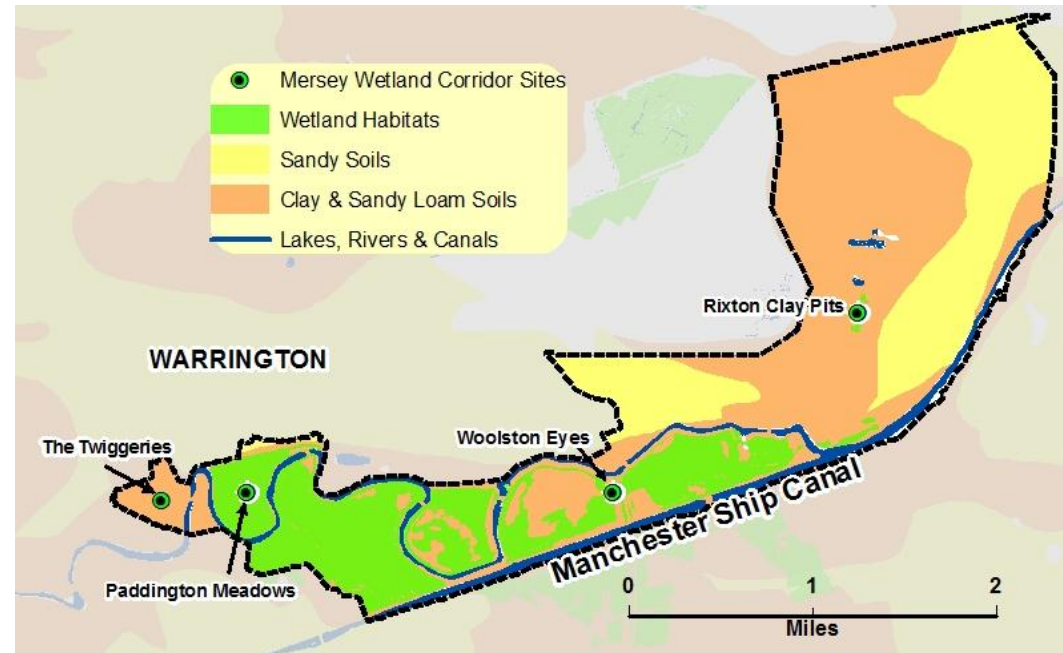 Mersey Wetland Corridor Sites
Wetland Habitats
Sandy Soils
Clay & Sandy Loam Soils
Lakes, Rivers & Canals
Rixton Clay Pits
WARRINGTON
The Twiggeries
Woolston Eyes
Paddington Meadows
Manchester Ship Canal
0 1 2
Miles